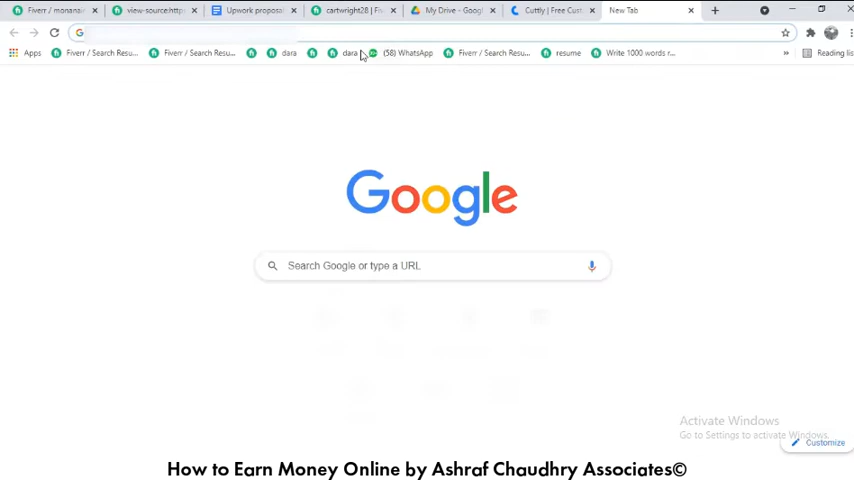 Fiverr / monana
view-source:http
Upwork proposal
cartwright28 | Fiv
My Drive - Googl
Cuttly | Free Cust
New Tab
Apps
Fiverr / Search Resu...
Fiverr / Search Resu...
dara
dara
(58) WhatsApp
Fiverr / Search Resu...
resume
Write 1000 words r...
»
Reading list
Google
Search Google or type a URL
Activate Windows
Go to Settings to activate Windows.
Customize
How to Earn Money Online by Ashraf Chaudhry Associates©